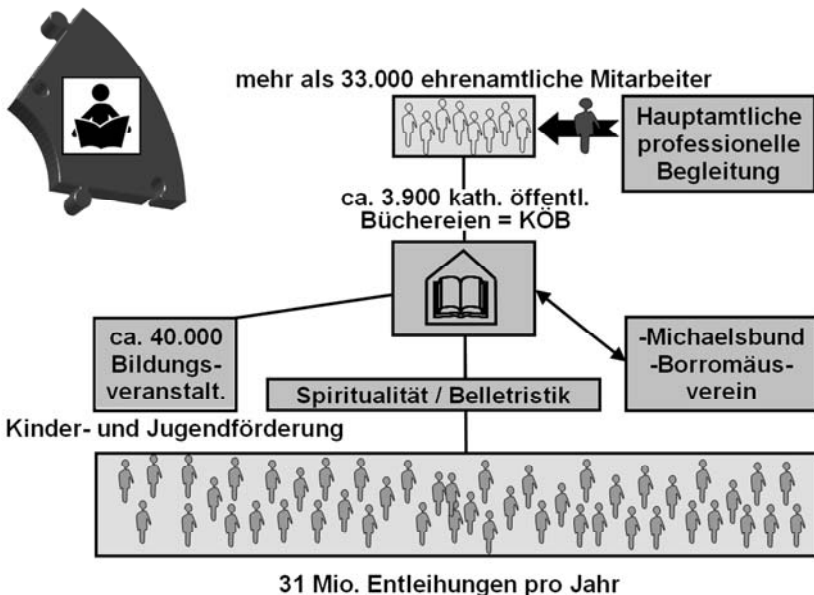 mehr als 33.000 ehrenamtliche Mitarbeiter
Hauptamtliche
professionelle
Begleitung
ca. 3.900 kath. öffentl.
Büchereien = KÖB
ca. 40.000
Bildungs-
veranstalt.
-Michaelsbund
-Borromäus-
verein
Spiritualität / Belletristik
Kinder- und Jugendförderung
31 Mio. Entleihungen pro Jahr